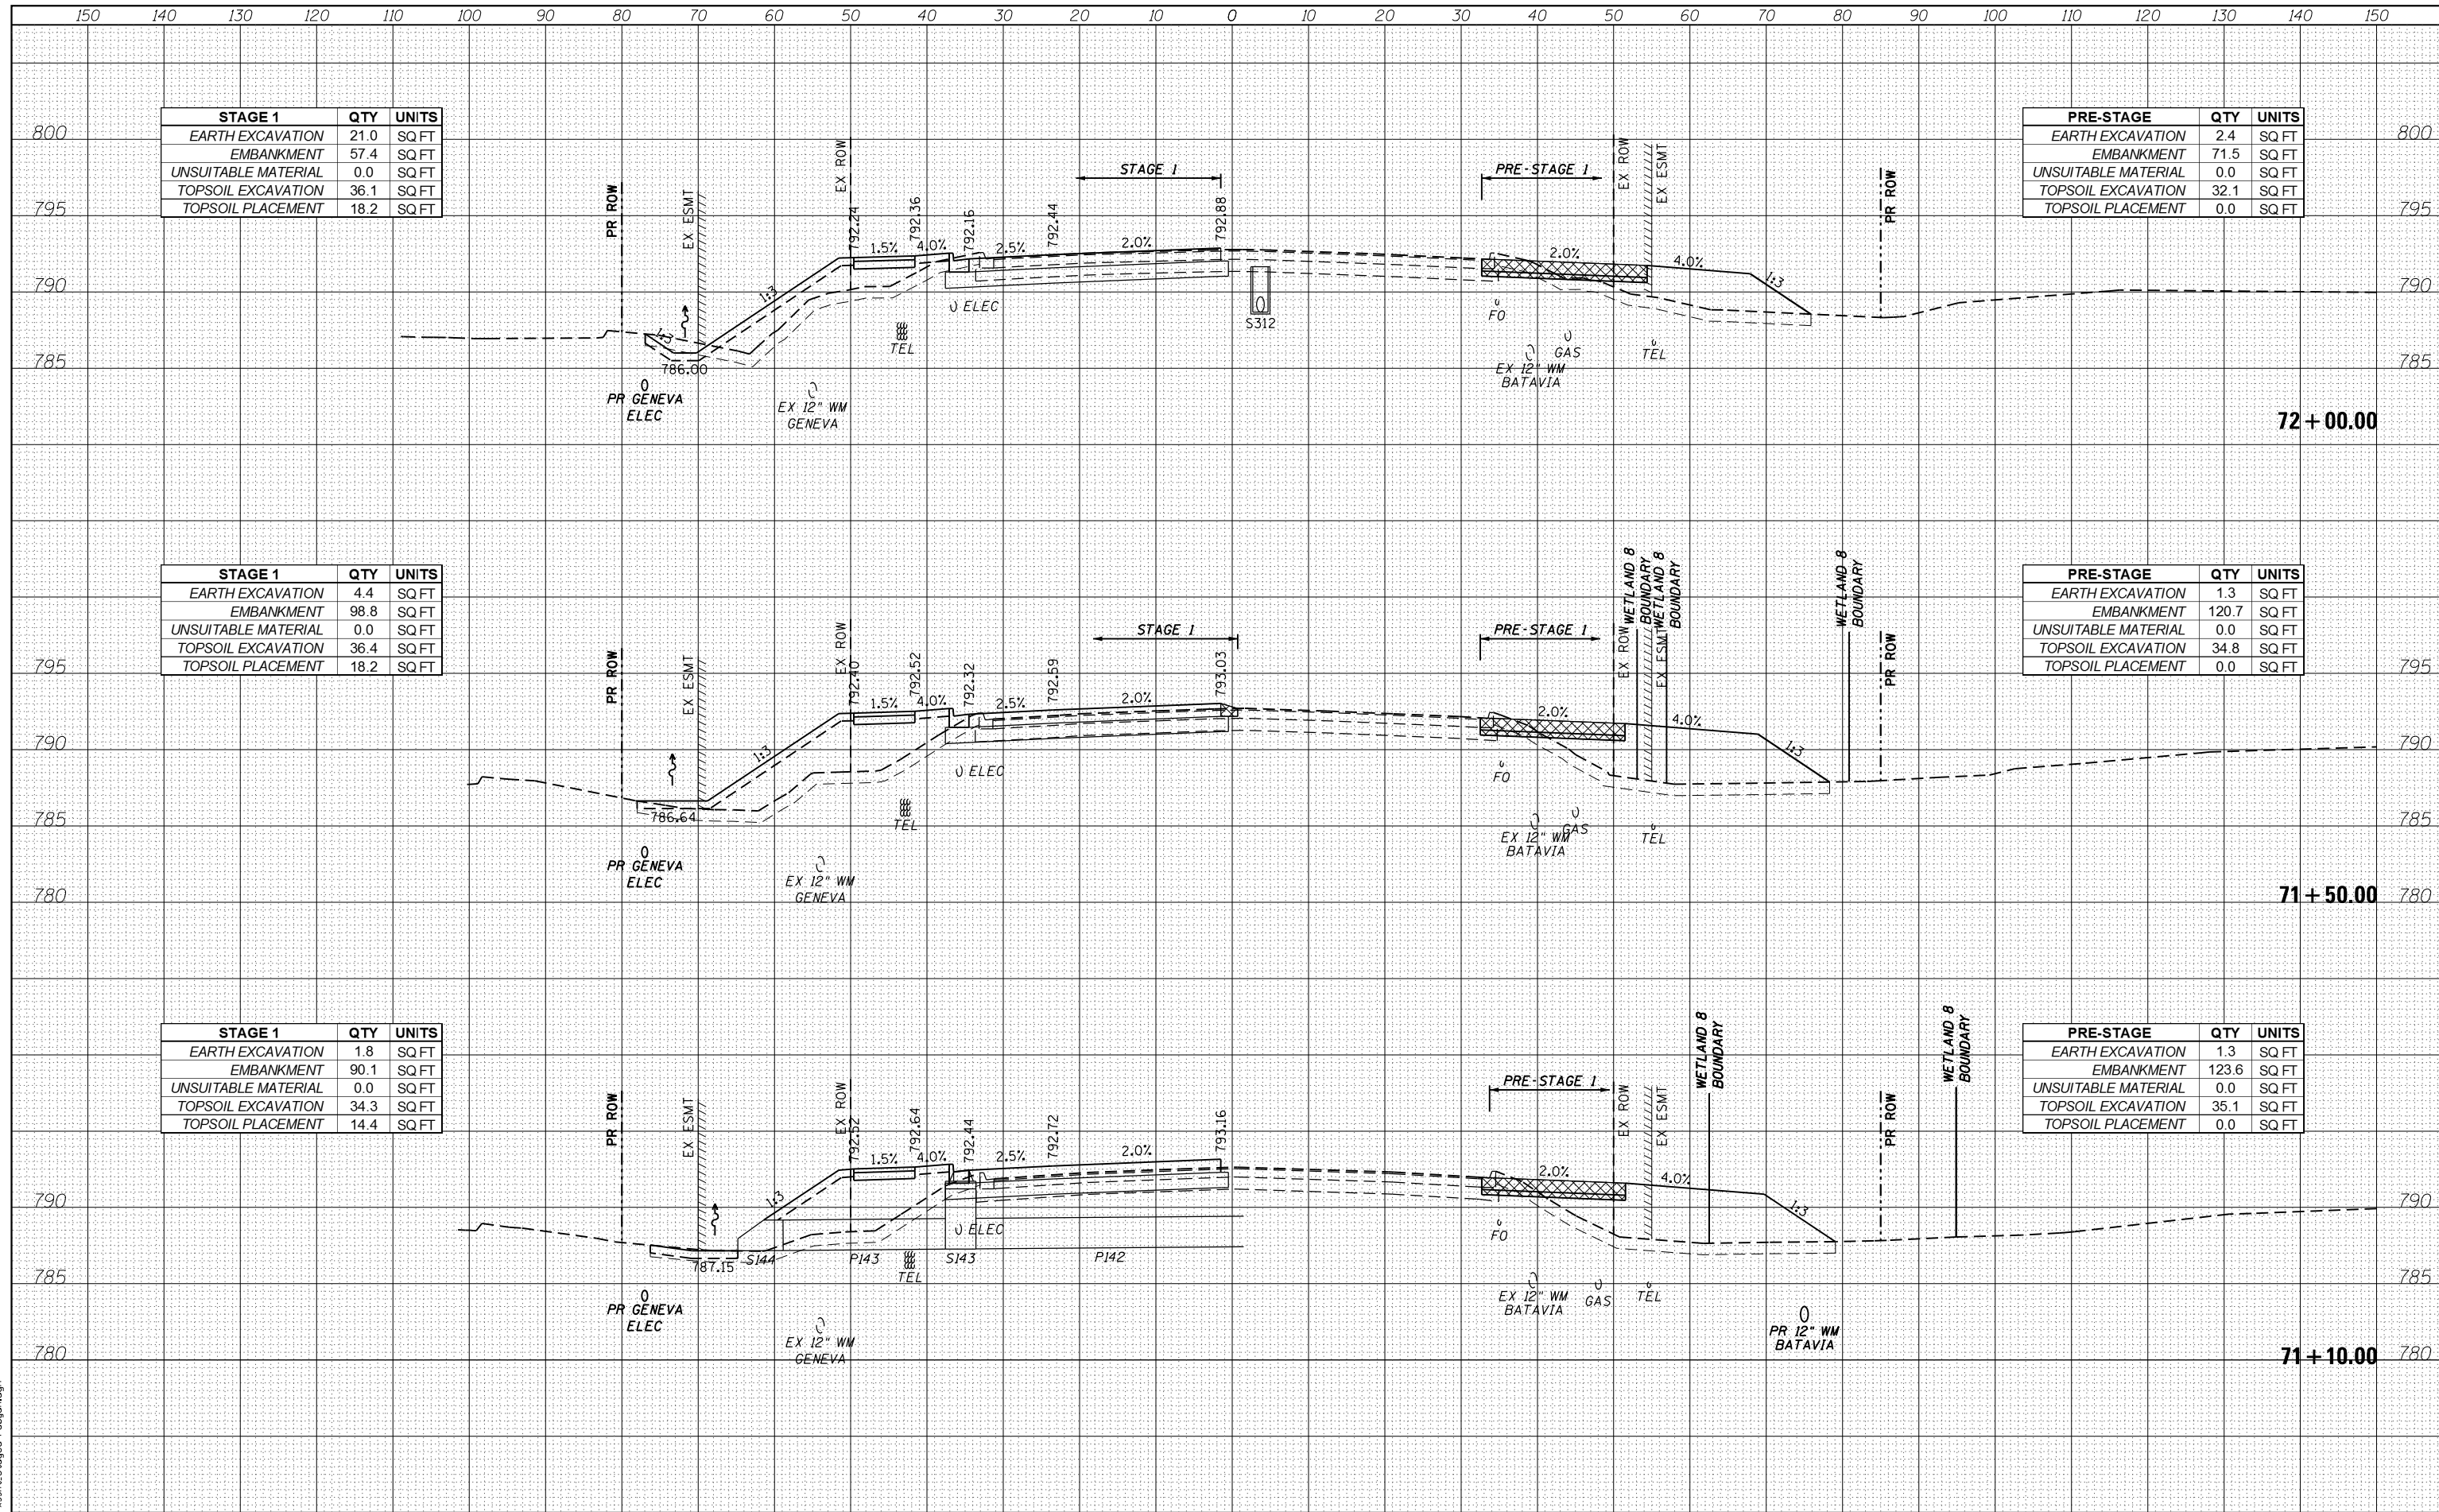 150 140 130 120 110 100 90 80 70 60 50 40 30 20 10 0 10 20 30 40 50 60 70 80 90 100 110 120 130 140 150
STAGE 1 QTY UNITS
EARTH EXCAVATION 21.0 SQ FT
EMBANKMENT 57.4 SQ FT
UNSUITABLE MATERIAL 0.0 SQ FT
TOPSOIL EXCAVATION 36.1 SQ FT
TOPSOIL PLACEMENT 18.2 SQ FT
PRE-STAGE QTY UNITS
EARTH EXCAVATION 2.4 SQ FT
EMBANKMENT 71.5 SQ FT
UNSUITABLE MATERIAL 0.0 SQ FT
TOPSOIL EXCAVATION 32.1 SQ FT
TOPSOIL PLACEMENT 0.0 SQ FT
800 800
795 795
790 790
785 785
PR ROW
EX ESMT
EX ROW
792.24
792.36
792.16
792.44
792.88
STAGE 1
PRE-STAGE 1
EX ROW
EX ESMT
PR ROW
1:3
1:3
1.5%
4.0%
2.5%
2.0%
2.0%
4.0%
1:3
786.00
ELEC
TEL
S312
FO
GAS
TEL
EX 12" WM
BATAVIA
PR GENEVA
ELEC
EX 12" WM
GENEVA
72+00.00
STAGE 1 QTY UNITS
EARTH EXCAVATION 4.4 SQ FT
EMBANKMENT 98.8 SQ FT
UNSUITABLE MATERIAL 0.0 SQ FT
TOPSOIL EXCAVATION 36.4 SQ FT
TOPSOIL PLACEMENT 18.2 SQ FT
PRE-STAGE QTY UNITS
EARTH EXCAVATION 1.3 SQ FT
EMBANKMENT 120.7 SQ FT
UNSUITABLE MATERIAL 0.0 SQ FT
TOPSOIL EXCAVATION 34.8 SQ FT
TOPSOIL PLACEMENT 0.0 SQ FT
795 795
790 790
785 785
780 780
PR ROW
EX ESMT
EX ROW
792.40
792.52
792.32
792.59
793.03
STAGE 1
PRE-STAGE 1
EX ROW
WETLAND 8
BOUNDARY
EX ESMT
WETLAND 8
BOUNDARY
WETLAND 8
BOUNDARY
PR ROW
1:3
1.5%
4.0%
2.5%
2.0%
2.0%
4.0%
1:3
786.64
ELEC
TEL
FO
GAS
TEL
EX 12" WM
BATAVIA
PR GENEVA
ELEC
EX 12" WM
GENEVA
71+50.00
STAGE 1 QTY UNITS
EARTH EXCAVATION 1.8 SQ FT
EMBANKMENT 90.1 SQ FT
UNSUITABLE MATERIAL 0.0 SQ FT
TOPSOIL EXCAVATION 34.3 SQ FT
TOPSOIL PLACEMENT 14.4 SQ FT
PRE-STAGE QTY UNITS
EARTH EXCAVATION 1.3 SQ FT
EMBANKMENT 123.6 SQ FT
UNSUITABLE MATERIAL 0.0 SQ FT
TOPSOIL EXCAVATION 35.1 SQ FT
TOPSOIL PLACEMENT 0.0 SQ FT
790 790
785 785
780 780
PR ROW
EX ESMT
EX ROW
792.52
792.64
792.44
792.72
793.16
PRE-STAGE 1
EX ROW
EX ESMT
WETLAND 8
BOUNDARY
PR ROW
WETLAND 8
BOUNDARY
1:3
1.5%
4.0%
2.5%
2.0%
2.0%
4.0%
1:3
787.15
S144
P143
S143
P142
ELEC
TEL
FO
GAS
TEL
EX 12" WM
BATAVIA
PR GENEVA
ELEC
EX 12" WM
GENEVA
PR 12" WM
BATAVIA
71+10.00